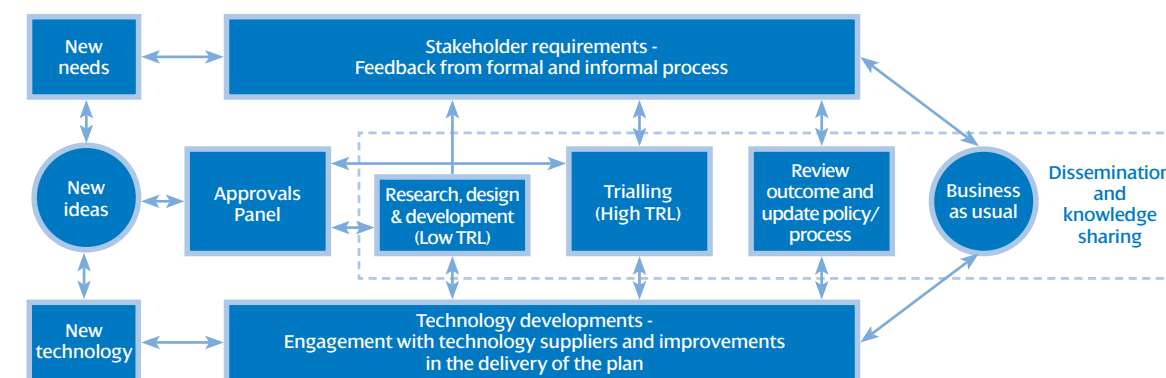 New
needs
Stakeholder requirements -
Feedback from formal and informal process
New
ideas
Approvals
Panel
Research, design
& development
(Low TRL)
Trialling
(High TRL)
Review
outcome and
update policy/
process
Business
as usual
Dissemination
and
knowledge
sharing
New
technology
Technology developments -
Engagement with technology suppliers and improvements
in the delivery of the plan